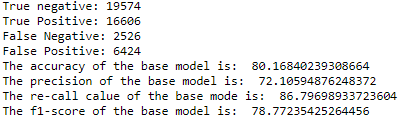 True negative: 19574
True Positive: 16606
False Negative: 2526
False Positive: 6424
The accuracy of the base model is:  80.16840239308664
The precision of the base model is:  72.10594876248372
The re-call calue of the base mode is:  86.79698933723604
The f1-score of the base model is:  78.77235425264456